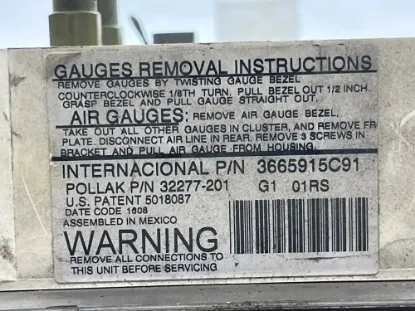 GAUGES REMOVAL INSTRUCTIONS
REMOVE GAUGES BY TWISTING GAUGE BEZEL
COUNTERCLOCKWISE 1/8TH TURN. PULL BEZEL OUT 1/2 INCH.
GRASP BEZEL AND PULL GAUGE STRAIGHT OUT.
AIR GAUGES: REMOVE AIR GAUGE BEZEL,
TAKE OUT ALL OTHER GAUGES IN CLUSTER, AND REMOVE FR
PLATE. DISCONNECT AIR LINE IN REAR. REMOVE 3 SCREWS IN
BRACKET AND PULL AIR GAUGE FROM HOUSING.
INTERNACIONAL P/N 3665915C91
POLLAK P/N 32277-201 G1 01RS
U.S. PATENT 5018087
DATE CODE 1608
ASSEMBLED IN MEXICO
WARNING
REMOVE ALL CONNECTIONS TO
THIS UNIT BEFORE SERVICING